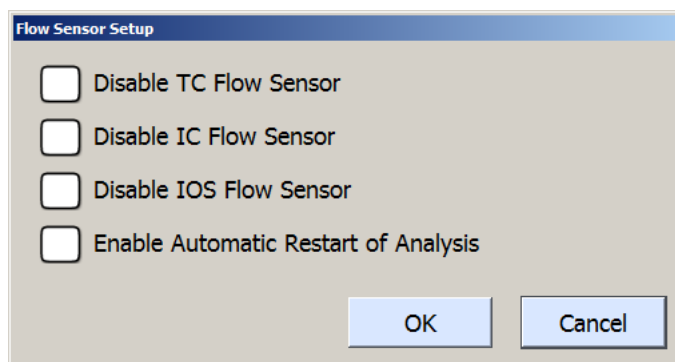 Flow Sensor Setup
Disable TC Flow Sensor
Disable IC Flow Sensor
Disable IOS Flow Sensor
Enable Automatic Restart of Analysis
OK Cancel